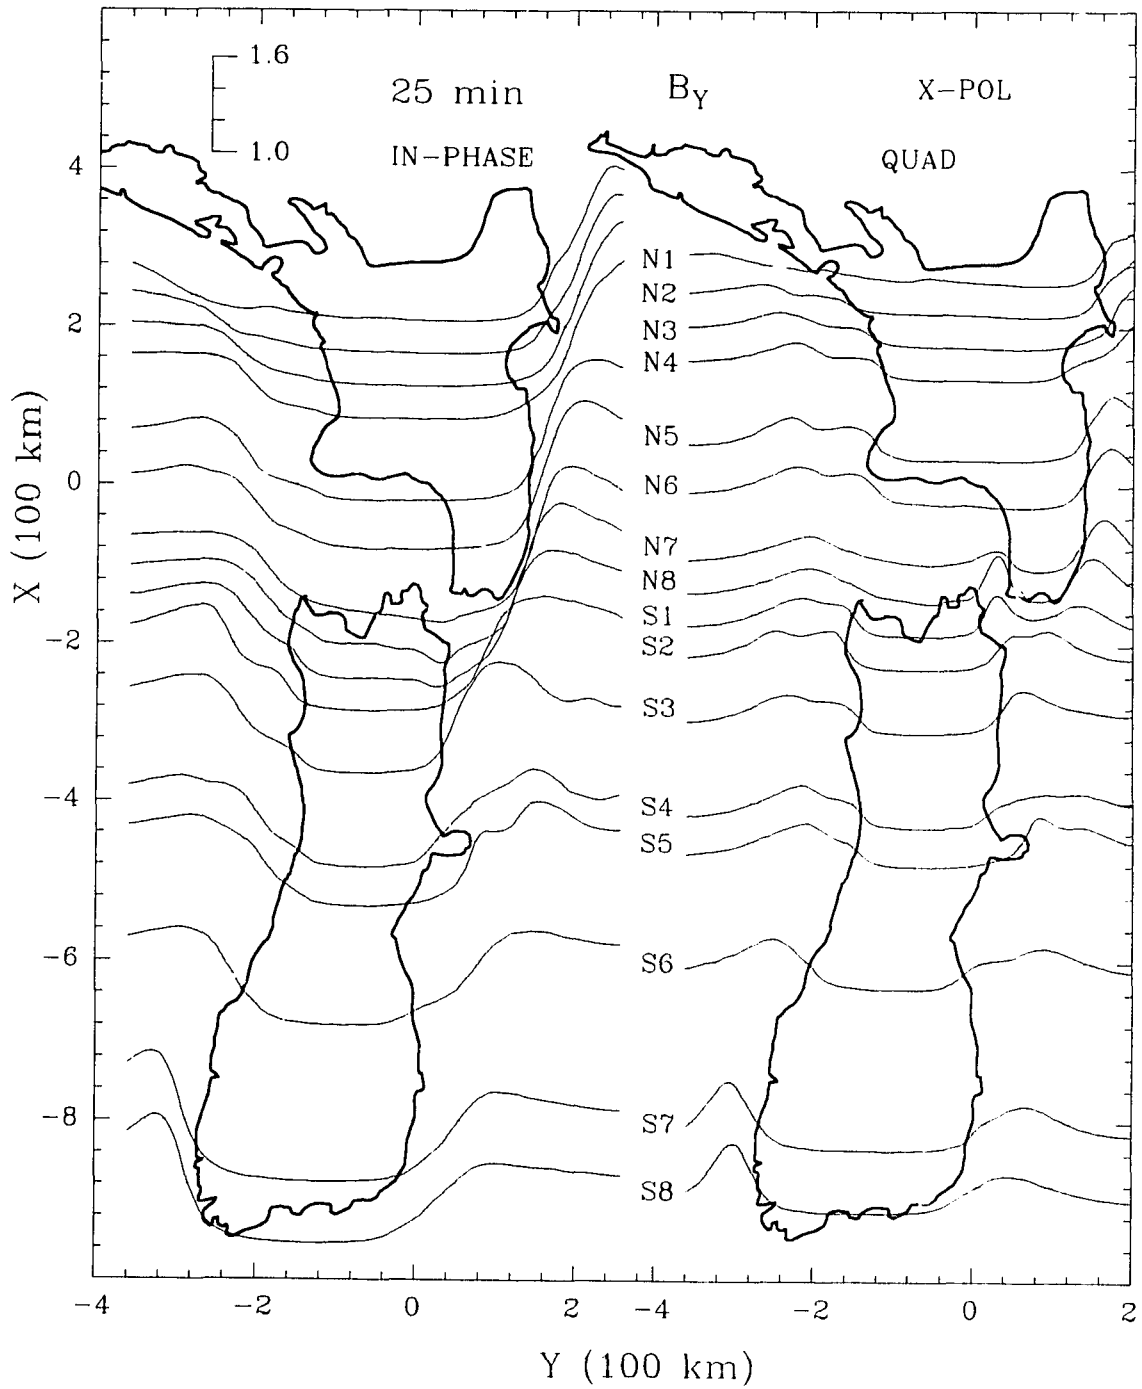 1.6
25 min B_Y X-POL
1.0 IN-PHASE QUAD
4
N1
N2
2 N3
N4
N5
0 N6
N7
N8
S1
-2 S2
S3
-4 S4
S5
-6 S6
-8 S7
S8
-4 -2 0 2 -4 -2 0 2
X (100 km)
Y (100 km)